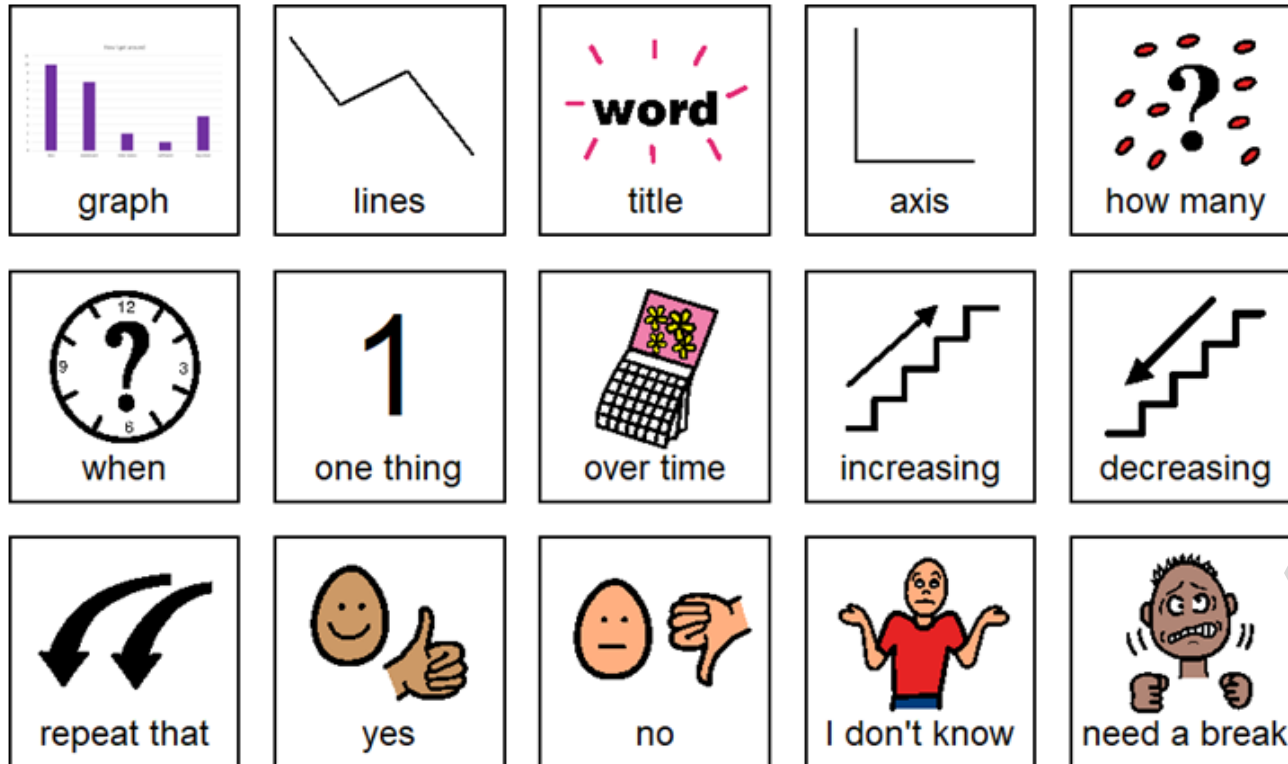 graph
lines
word
title
axis
?
how many
12
3
6
9
?
when
1
one thing
over time
increasing
decreasing
repeat that
yes
no
I don't know
need a break